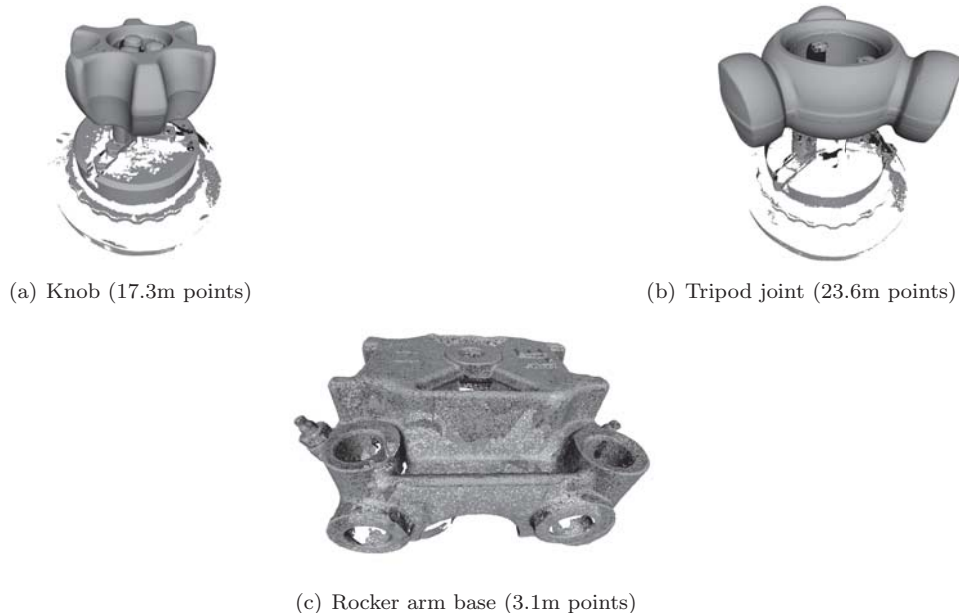 (a) Knob (17.3m points)
(b) Tripod joint (23.6m points)
(c) Rocker arm base (3.1m points)